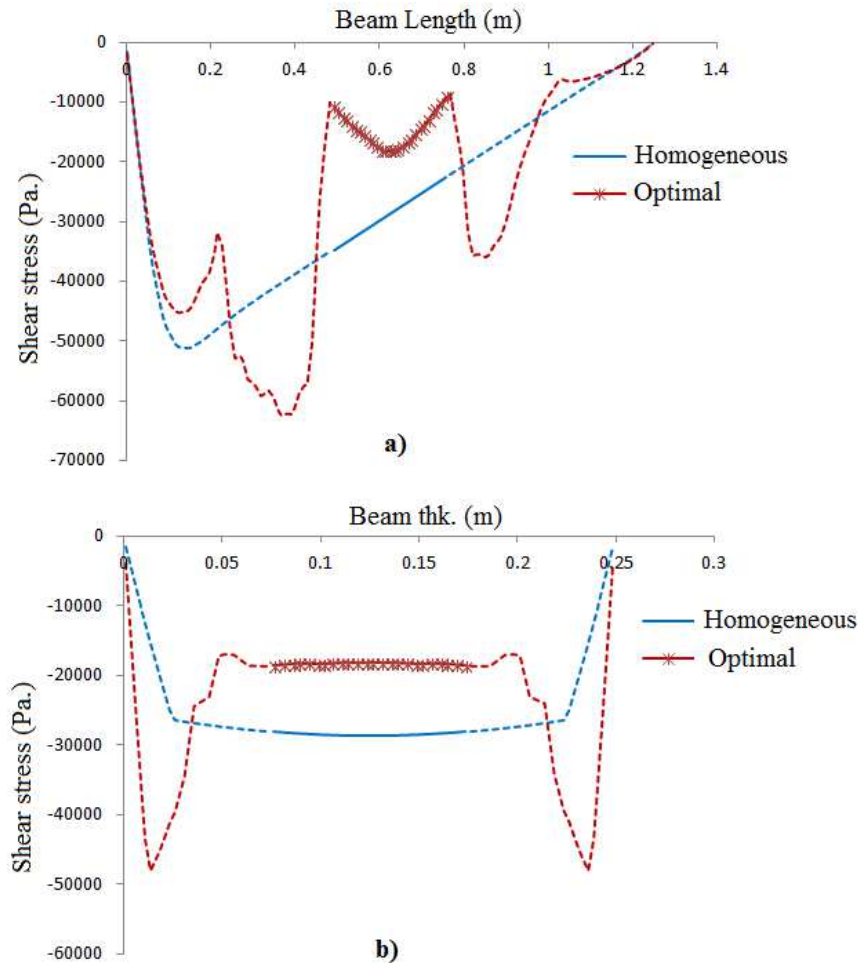 Beam Length (m)
0
0 0.2 0.4 0.6 0.8 1 1.2 1.4
-10000
-20000
-30000
-40000
-50000
-60000
-70000
Shear stress (Pa.)
Homogeneous
Optimal
a)
Beam thk. (m)
0
0 0.05 0.1 0.15 0.2 0.25 0.3
-10000
-20000
-30000
-40000
-50000
-60000
Shear stress (Pa.)
Homogeneous
Optimal
b)